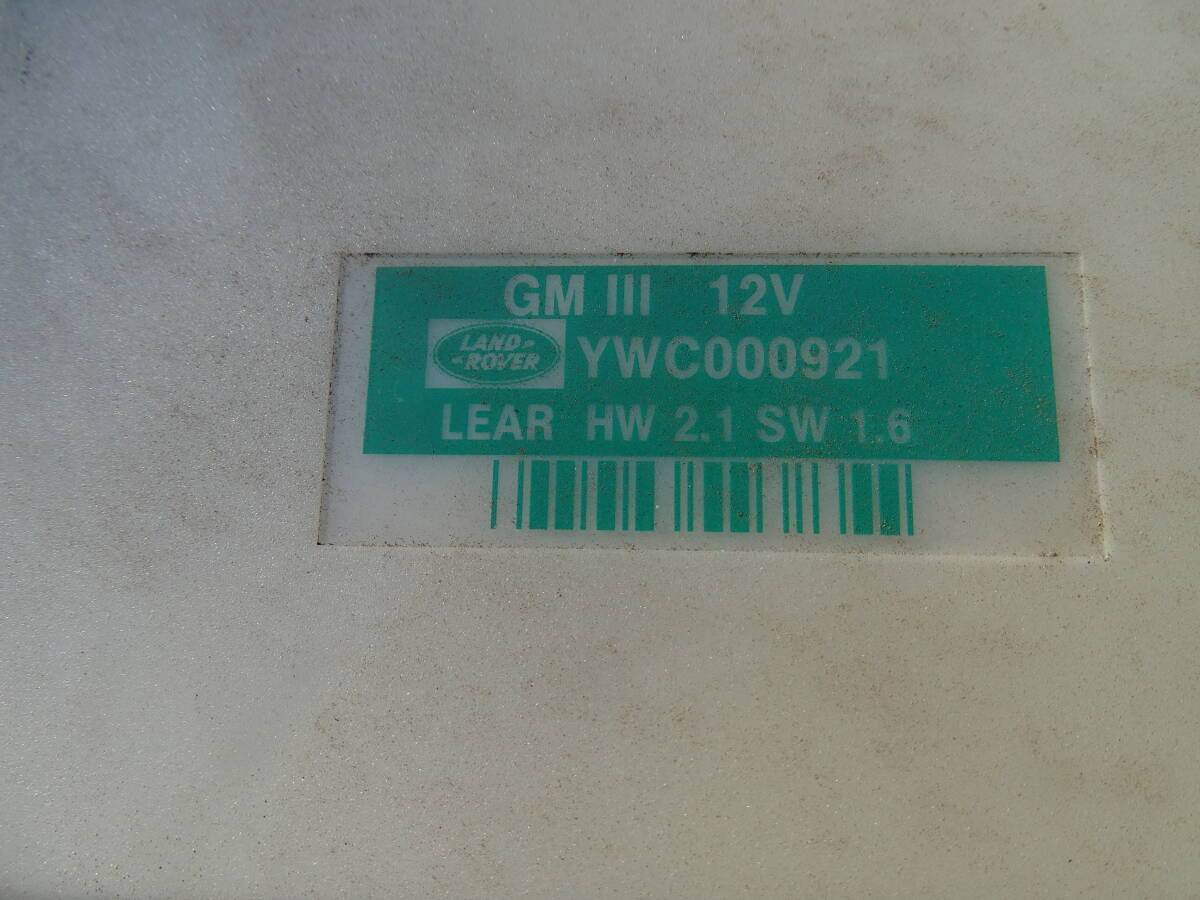 GM III 12V
LAND
ROVER
YWC000921
LEAR HW 2.1 SW 1.6